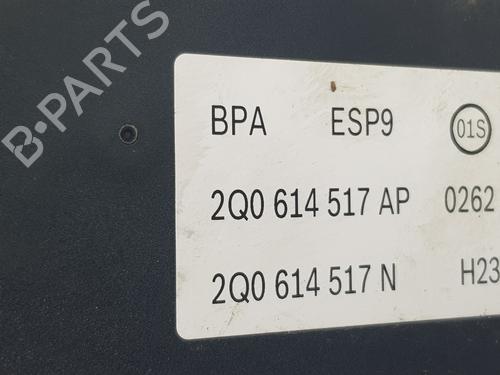 B-PARTS
BPA ESP9 01S
2Q0 614 517 AP 0262
2Q0 614 517 N H23